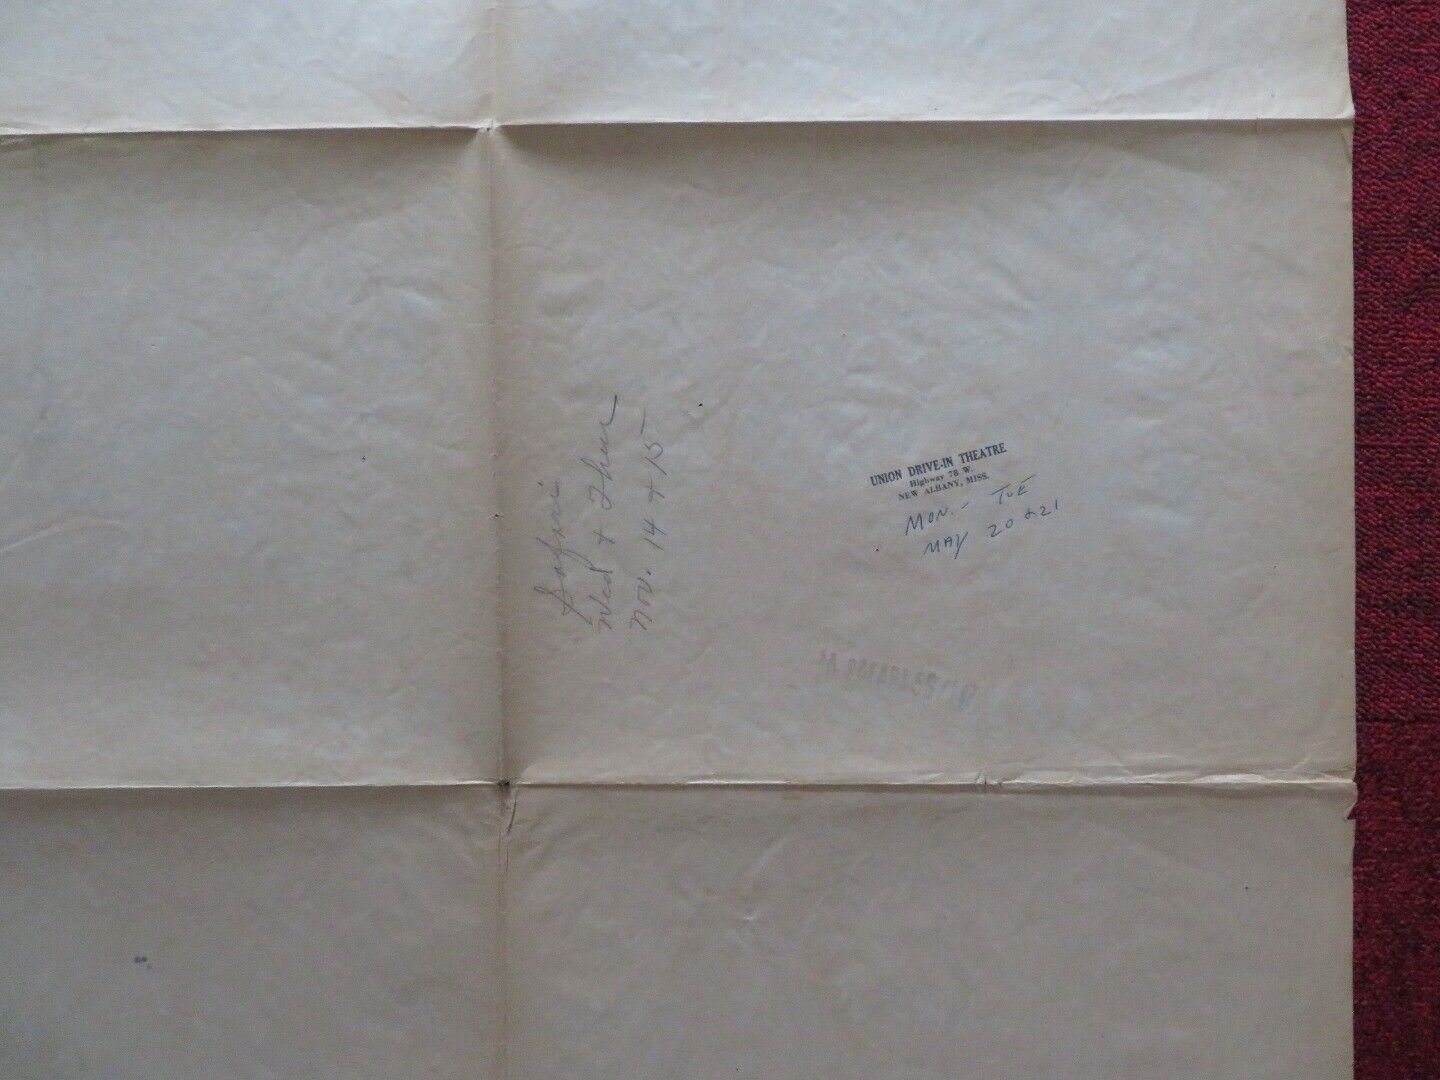 Safari
Wed + Thur
Nov. 14 + 15
UNION DRIVE-IN THEATRE
Highway 78 W.
NEW ALBANY, MISS.
MON. - TUE
MAY 20 & 21